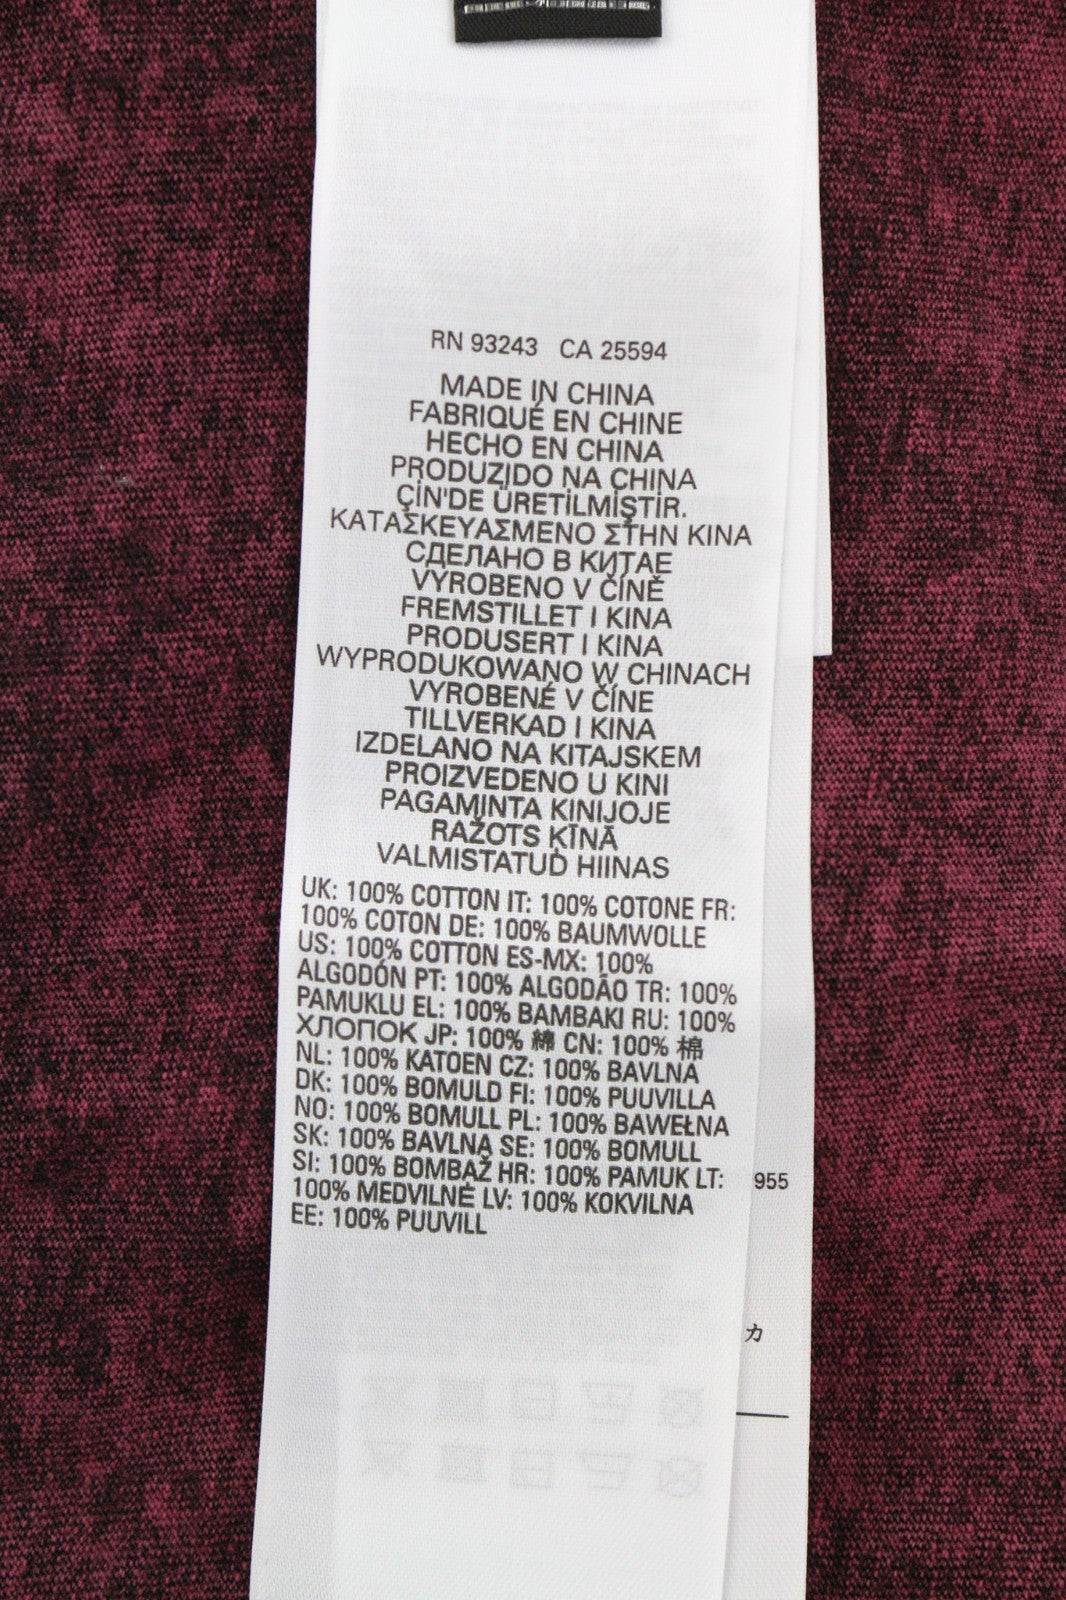 RN 93243 CA 25594
MADE IN CHINA
FABRIQUÉ EN CHINE
HECHO EN CHINA
PRODUZIDO NA CHINA
ÇİN'DE ÜRETİLMİŞTİR.
ΚΑΤΑΣΚΕΥΑΣΜΕΝΟ ΣΤΗΝ ΚΙΝΑ
СДЕЛАНО В КИТАЕ
VYROBENO V ČÍNĚ
FREMSTILLET I KINA
PRODUSERT I KINA
WYPRODUKOWANO W CHINACH
VYROBENÉ V ČÍNE
TILLVERKAD I KINA
IZDELANO NA KITAJSKEM
PROIZVEDENO U KINI
PAGAMINTA KINIJOJE
RAŽOTS ĶĪNĀ
VALMISTATUD HIINAS
UK: 100% COTTON IT: 100% COTONE FR:
100% COTON DE: 100% BAUMWOLLE
US: 100% COTTON ES-MX: 100%
ALGODÓN PT: 100% ALGODÃO TR: 100%
PAMUKLU EL: 100% BAMBAKI RU: 100%
ХЛОПОК JP: 100% 綿 CN: 100% 棉
NL: 100% KATOEN CZ: 100% BAVLNA
DK: 100% BOMULD FI: 100% PUUVILLA
NO: 100% BOMULL PL: 100% BAWEŁNA
SK: 100% BAVLNA SE: 100% BOMULL
SI: 100% BOMBAŽ HR: 100% PAMUK LT:
100% MEDVILNĖ LV: 100% KOKVILNA
EE: 100% PUUVILL
955
カ